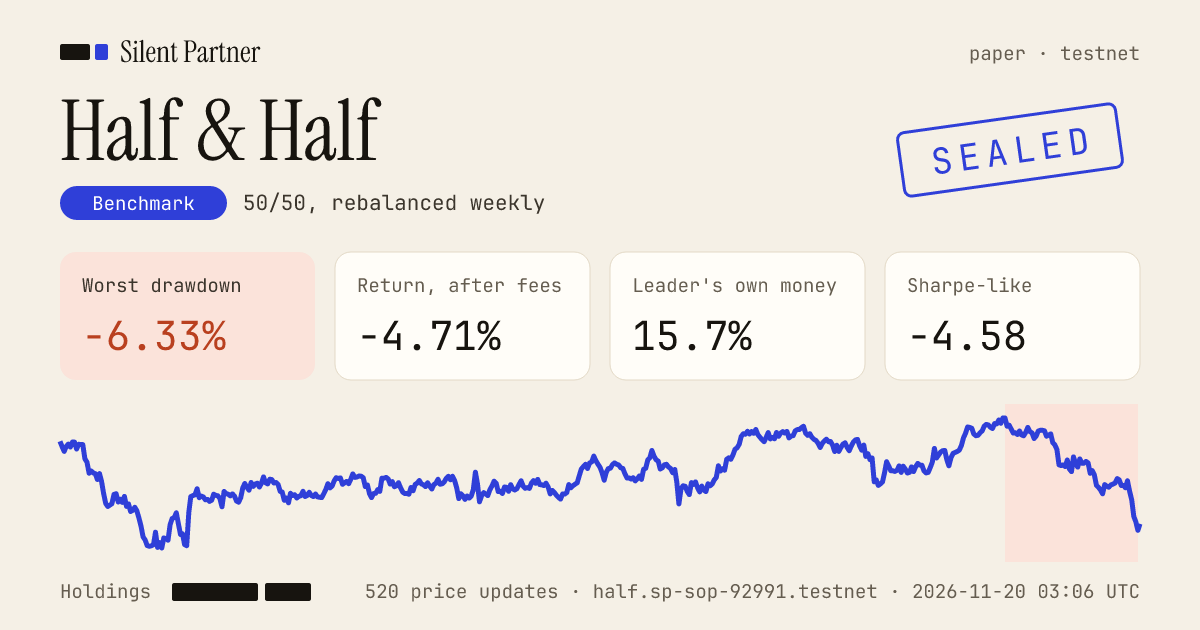 Silent Partner
paper · testnet
Half & Half
SEALED
Benchmark
50/50, rebalanced weekly
Worst drawdown
-6.33%
Return, after fees
-4.71%
Leader's own money
15.7%
Sharpe-like
-4.58
Holdings
520 price updates · half.sp-sop-92991.testnet · 2026-11-20 03:06 UTC